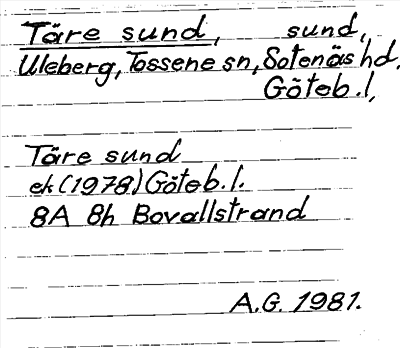 Täre sund, sund,
Uleberg, Tossene sn, Sotenäs hd,
Göteb. l,
Täre sund
ek (1978) Göteb. l.
8A 8h Bovallstrand
A.G. 1981.